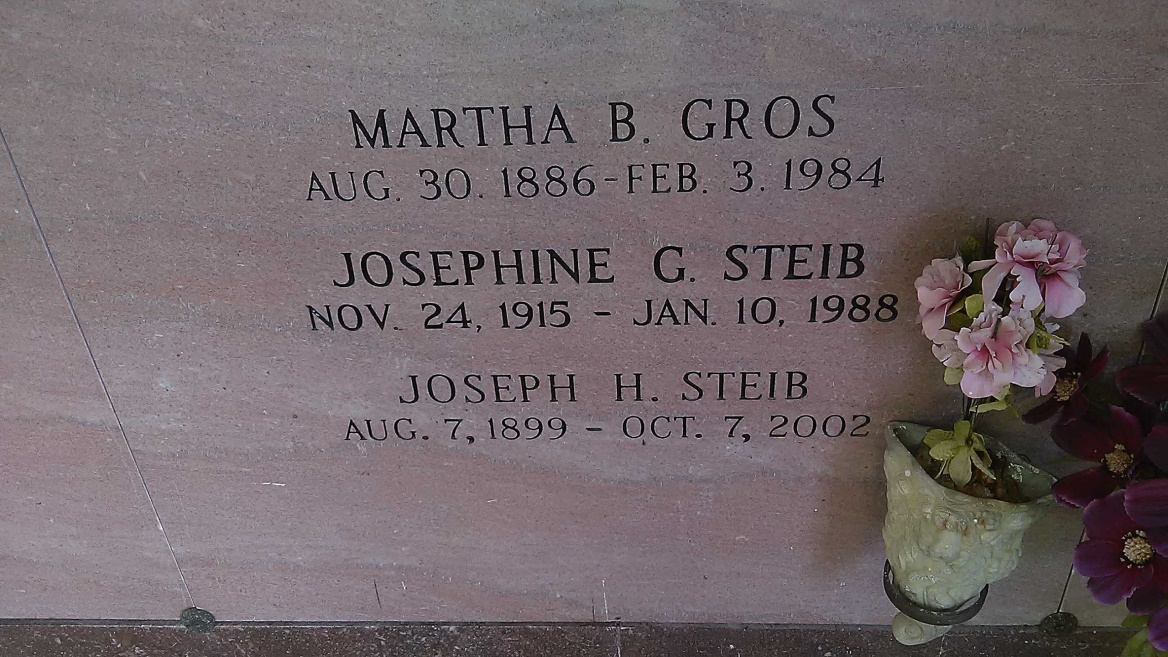 MARTHA B. GROS
AUG. 30. 1886-FEB. 3. 1984
JOSEPHINE G. STEIB
NOV. 24, 1915 - JAN. 10, 1988
JOSEPH H. STEIB
AUG. 7, 1899 - OCT. 7, 2002